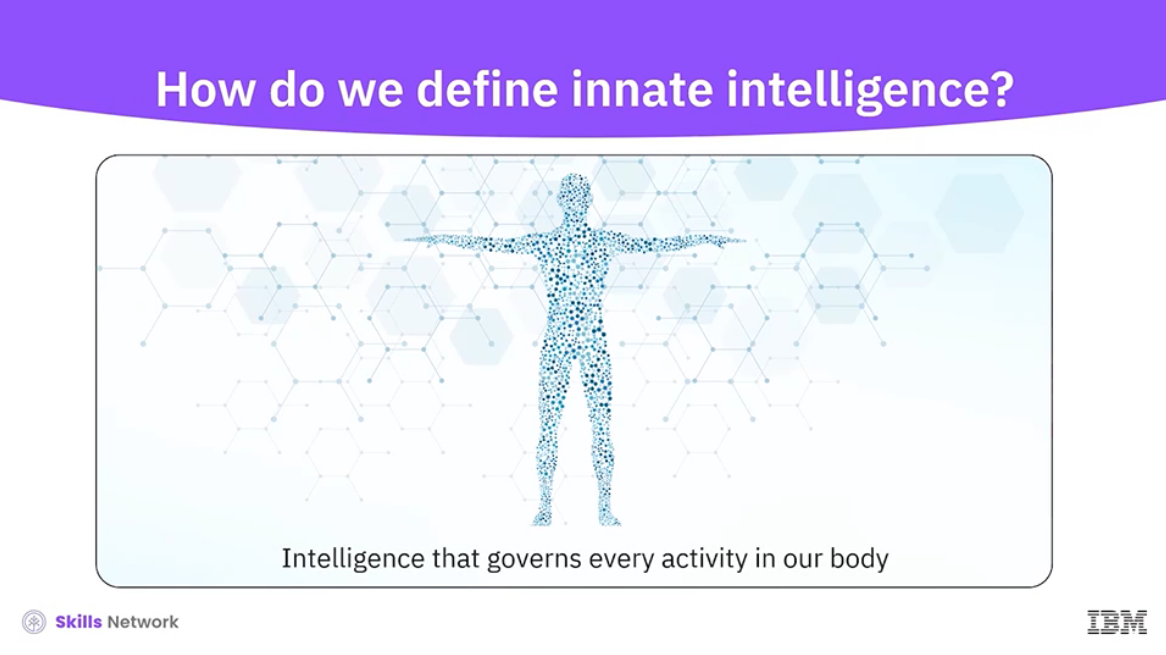 How do we define innate intelligence?
Intelligence that governs every activity in our body
Skills Network
IBM